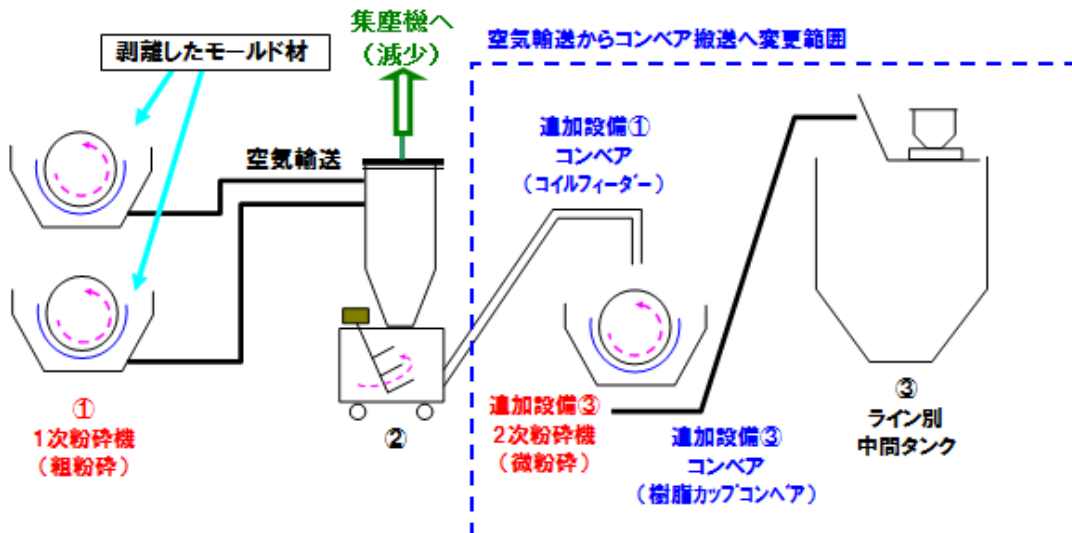 集塵機へ
（減少）
剥離したモールド材
空気輸送からコンベア搬送へ変更範囲
空気輸送
追加設備①
コンベア
（コイルフィーダー）
①
1次粉砕機
（粗粉砕）
②
追加設備③
2次粉砕機
（微粉砕）
追加設備③
コンベア
（樹脂カップコンベア）
③
ライン別
中間タンク